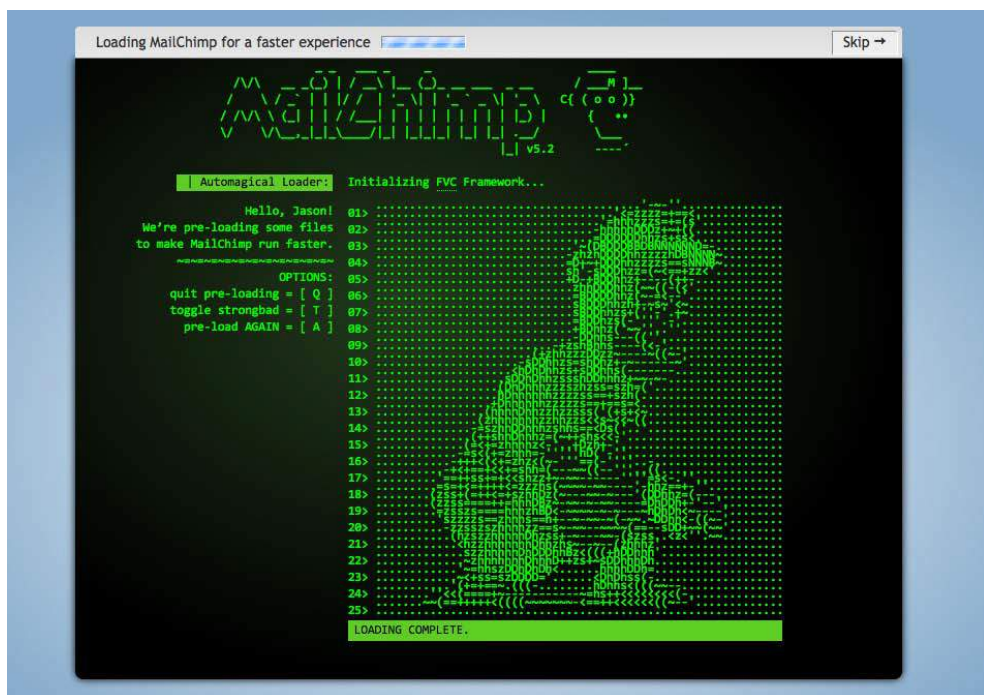 Loading MailChimp for a faster experience
Skip →
MailChimp
v5.2
| Automagical Loader:
Initializing FVC Framework...
Hello, Jason!
We're pre-loading some files
to make MailChimp run faster.
~=~=~=~=~=~=~=~=~=~=~
OPTIONS:
quit pre-loading = [ Q ]
toggle strongbad = [ T ]
pre-load AGAIN = [ A ]
01>
02>
03>
04>
05>
06>
07>
08>
09>
10>
11>
12>
13>
14>
15>
16>
17>
18>
19>
20>
21>
22>
23>
24>
25>
LOADING COMPLETE.